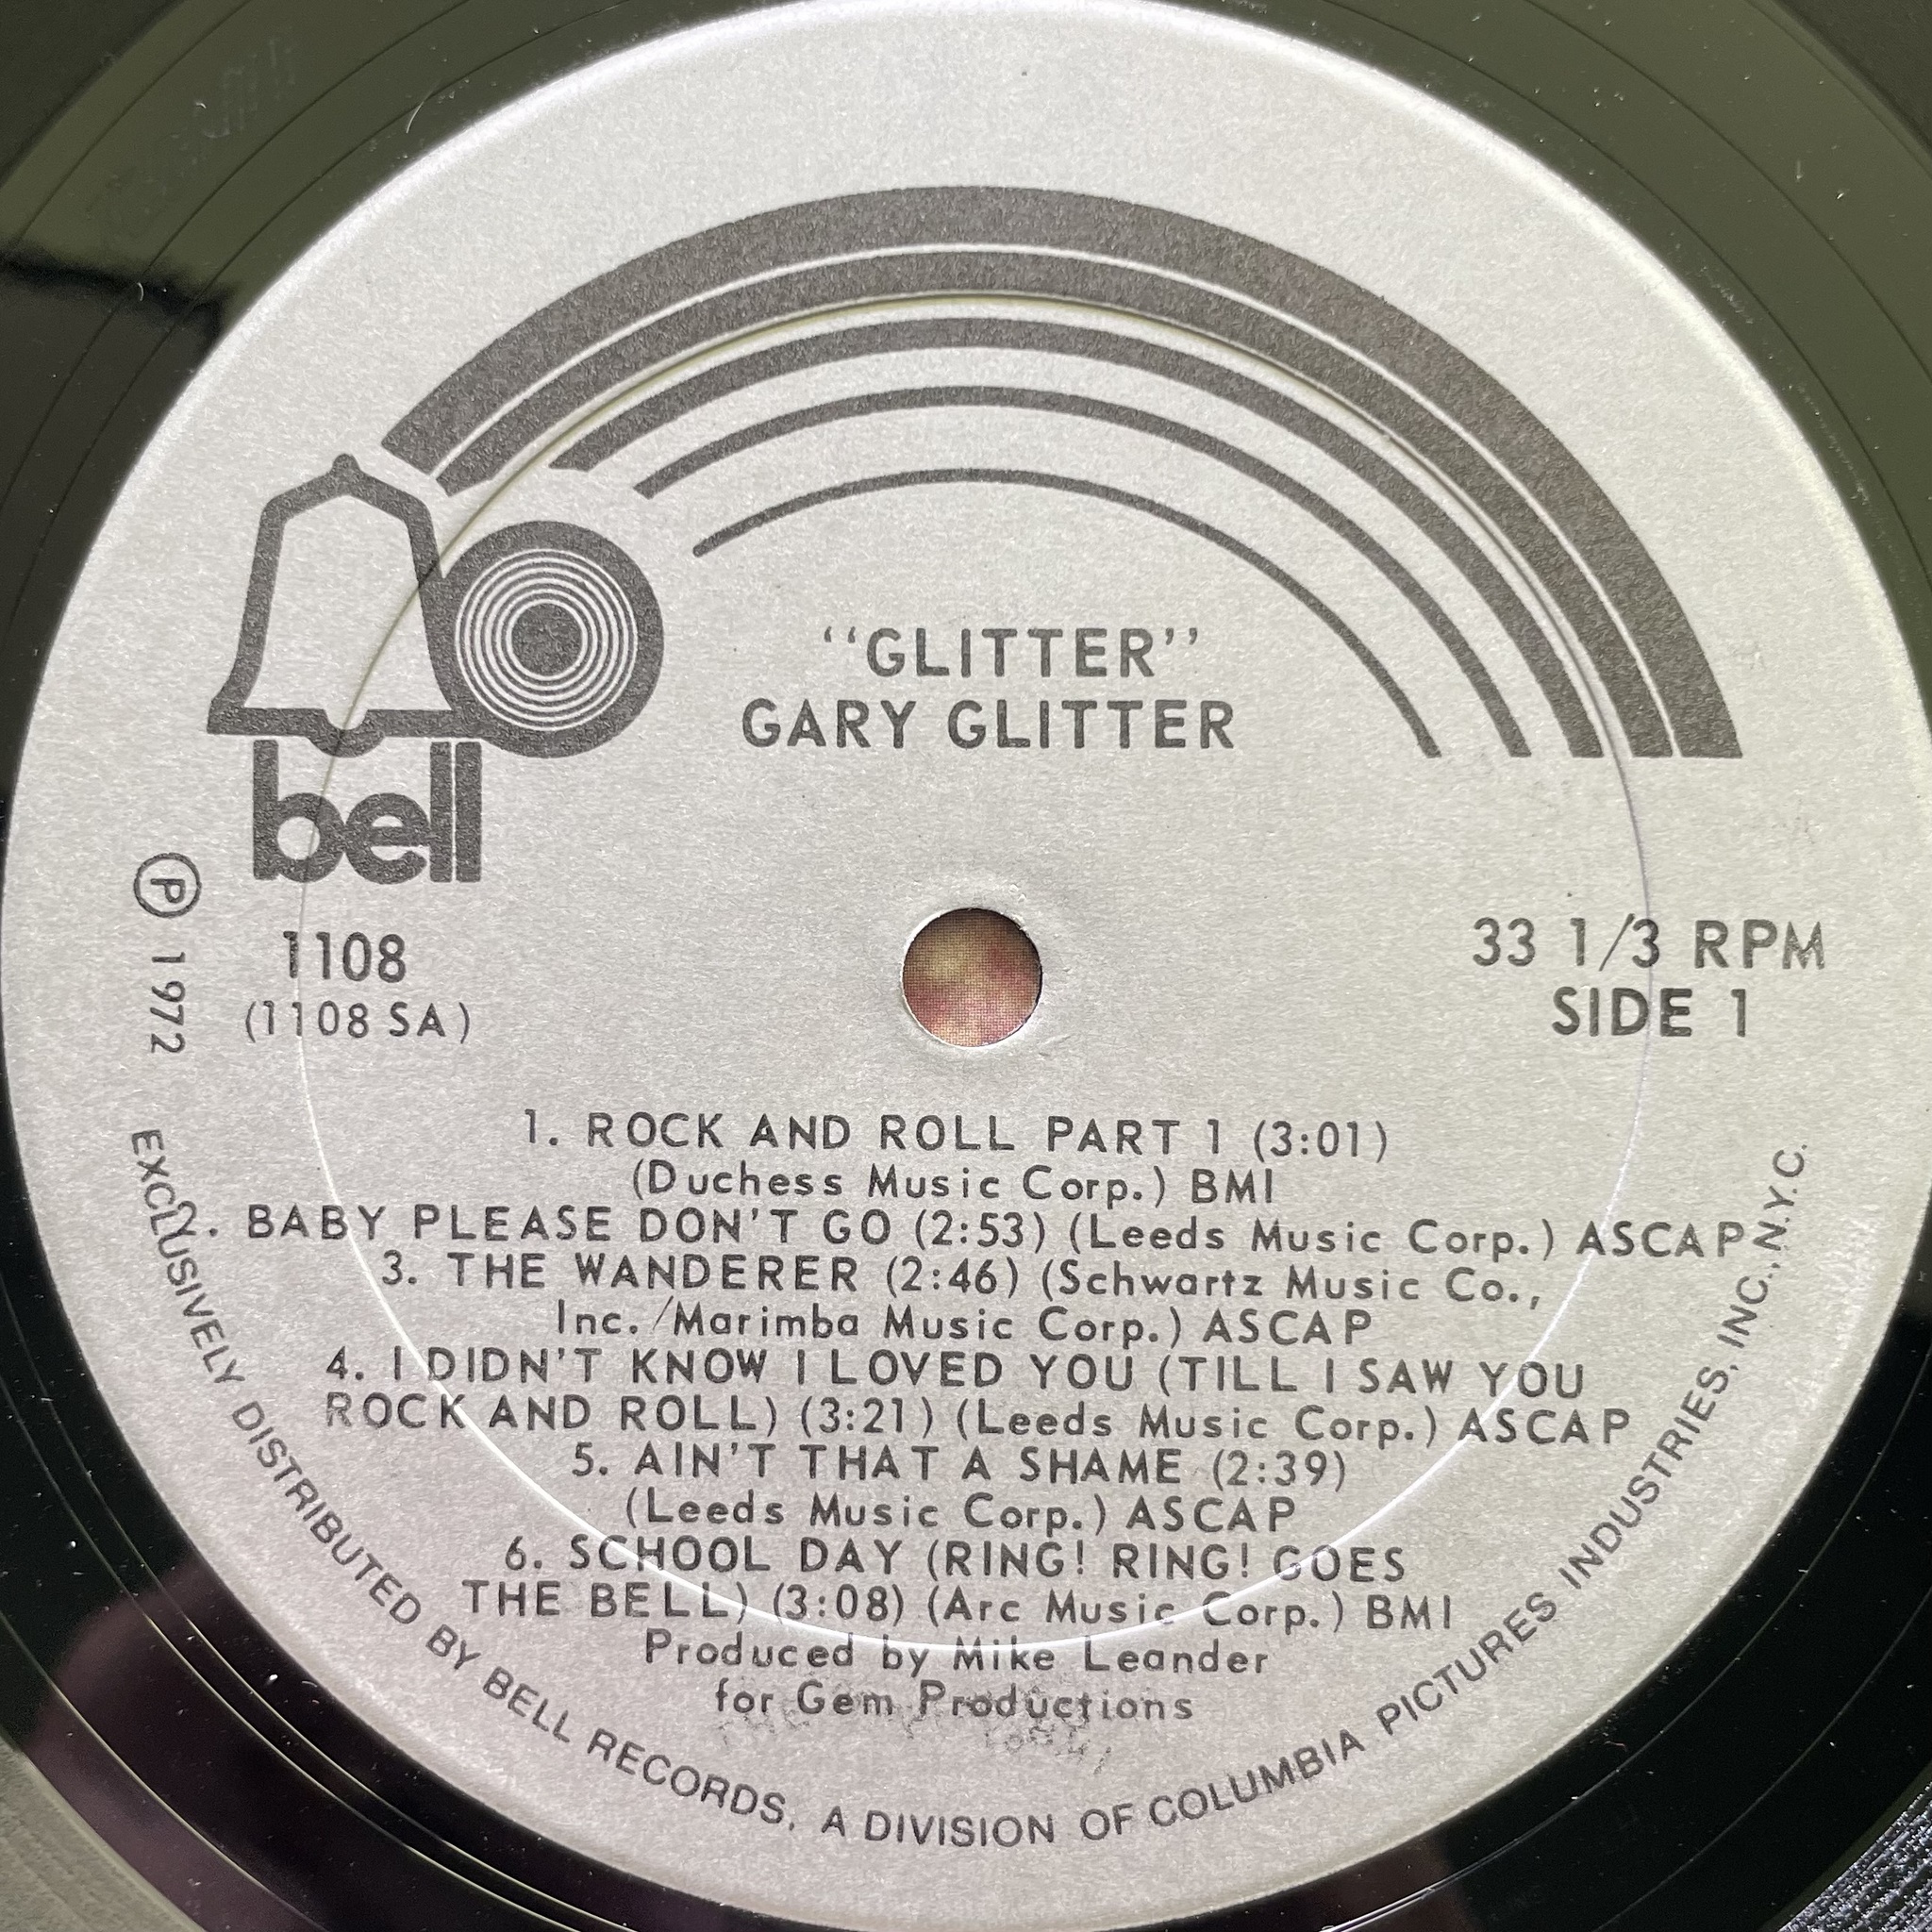 bell
"GLITTER"
GARY GLITTER
℗ 1972
1108
(1108 SA)
33 1/3 RPM
SIDE 1
1. ROCK AND ROLL PART 1 (3:01)
(Duchess Music Corp.) BMI
2. BABY PLEASE DON'T GO (2:53) (Leeds Music Corp.) ASCAP
3. THE WANDERER (2:46) (Schwartz Music Co.,
Inc./Marimba Music Corp.) ASCAP
4. I DIDN'T KNOW I LOVED YOU (TILL I SAW YOU
ROCK AND ROLL) (3:21) (Leeds Music Corp.) ASCAP
5. AIN'T THAT A SHAME (2:39)
(Leeds Music Corp.) ASCAP
6. SCHOOL DAY (RING! RING! GOES
THE BELL) (3:08) (Arc Music Corp.) BMI
Produced by Mike Leander
for Gem Productions
EXCLUSIVELY DISTRIBUTED BY BELL RECORDS, A DIVISION OF COLUMBIA PICTURES INDUSTRIES, INC., N.Y.C.